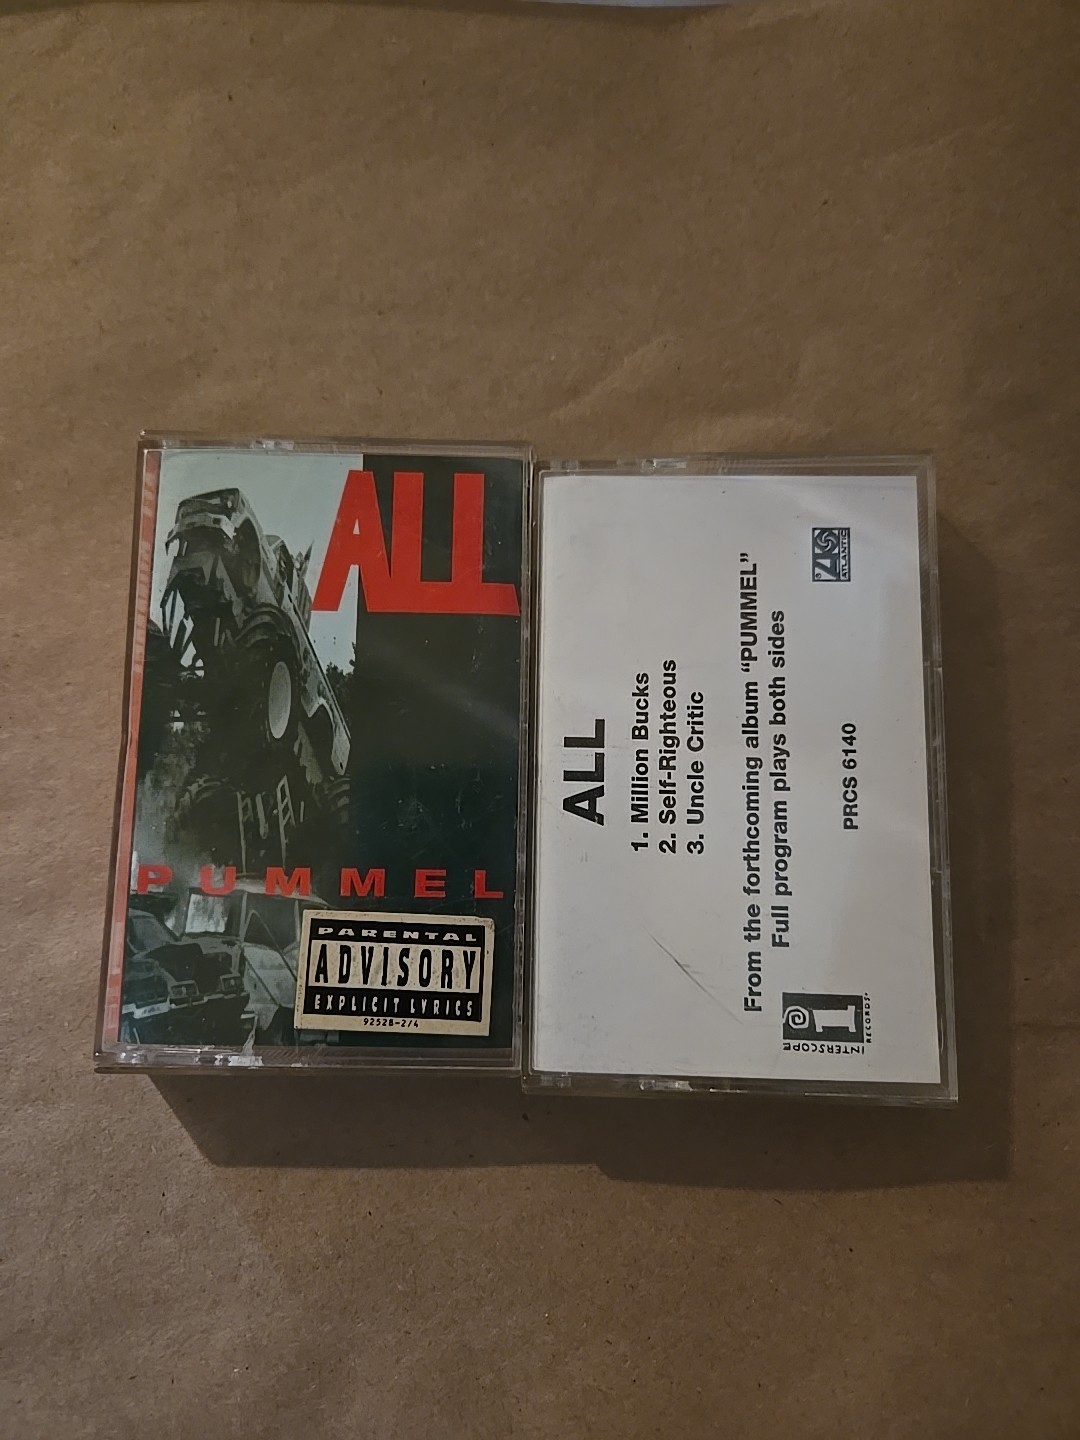 ALL
PUMMEL
PARENTAL
ADVISORY
EXPLICIT LYRICS
92528-2/4
ALL
1. Million Bucks
2. Self-Righteous
3. Uncle Critic
From the forthcoming album “PUMMEL”
Full program plays both sides
PRCS 6140
INTERSCOPE
RECORDS
ATLANTIC